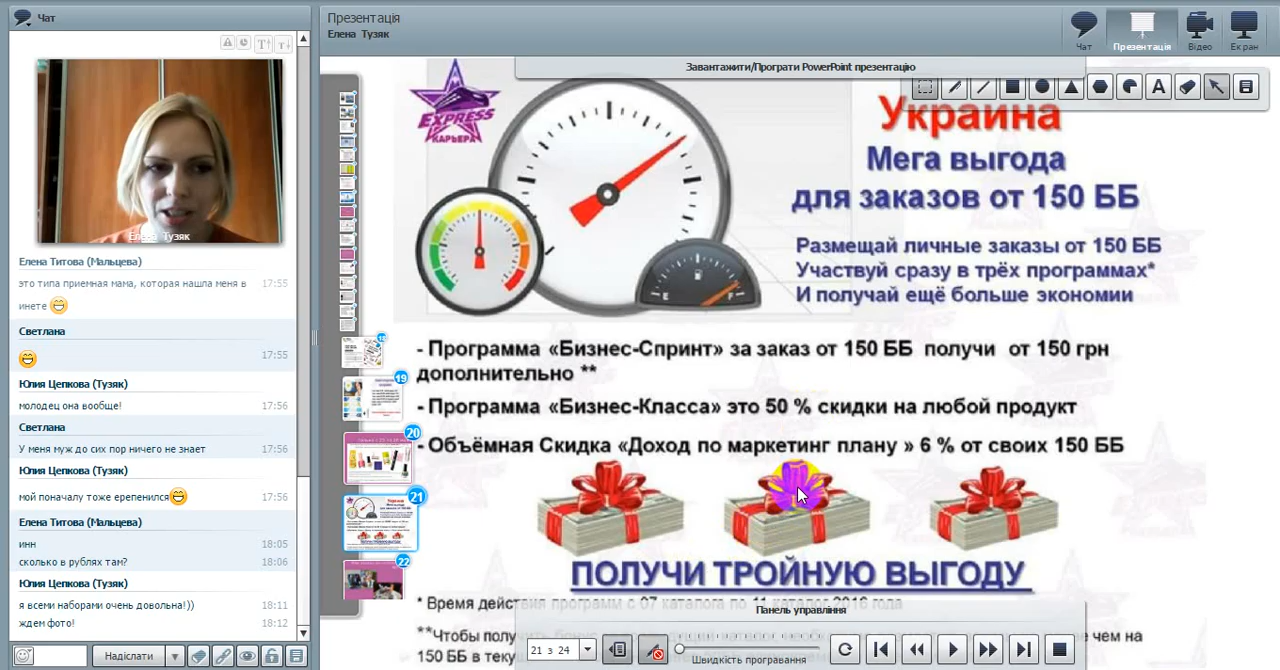 Чат
Елена Тузяк
Елена Титова (Мальцева)
это типа приемная мама, которая нашла меня в
инете
17:55
Светлана
17:55
Юлия Цепкова (Тузяк)
молодец она вообще!
17:56
Светлана
У меня муж до сих пор ничего не знает
17:56
Юлия Цепкова (Тузяк)
мой поначалу тоже ерепенился
17:56
Елена Титова (Мальцева)
инн
18:05
сколько в рублях там?
18:06
Юлия Цепкова (Тузяк)
я всеми наборами очень довольна!))
18:11
ждем фото!
18:12
Надіслати
Презентація
Елена Тузяк
Чат
Презентація
Відео
Екран
Завантажити/Програти PowerPoint презентацію
EXPRESS
КАРЬЕРА
E
F
Украина
Мега выгода
для заказов от 150 ББ
Размещай личные заказы от 150 ББ
Участвуй сразу в трёх программах*
И получай ещё больше экономии
- Программа «Бизнес-Спринт» за заказ от 150 ББ получи от 150 грн
дополнительно **
- Программа «Бизнес-Класса» это 50 % скидки на любой продукт
- Объёмная Скидка «Доход по маркетинг плану » 6 % от своих 150 ББ
ПОЛУЧИ ТРОЙНУЮ ВЫГОДУ
* Время действия программ с 07 каталога по 11 каталог 2016 года
**Чтобы получить
чем на
150 ББ в
19
20
21
22
Панель управління
21 з 24
Швидкість програвання